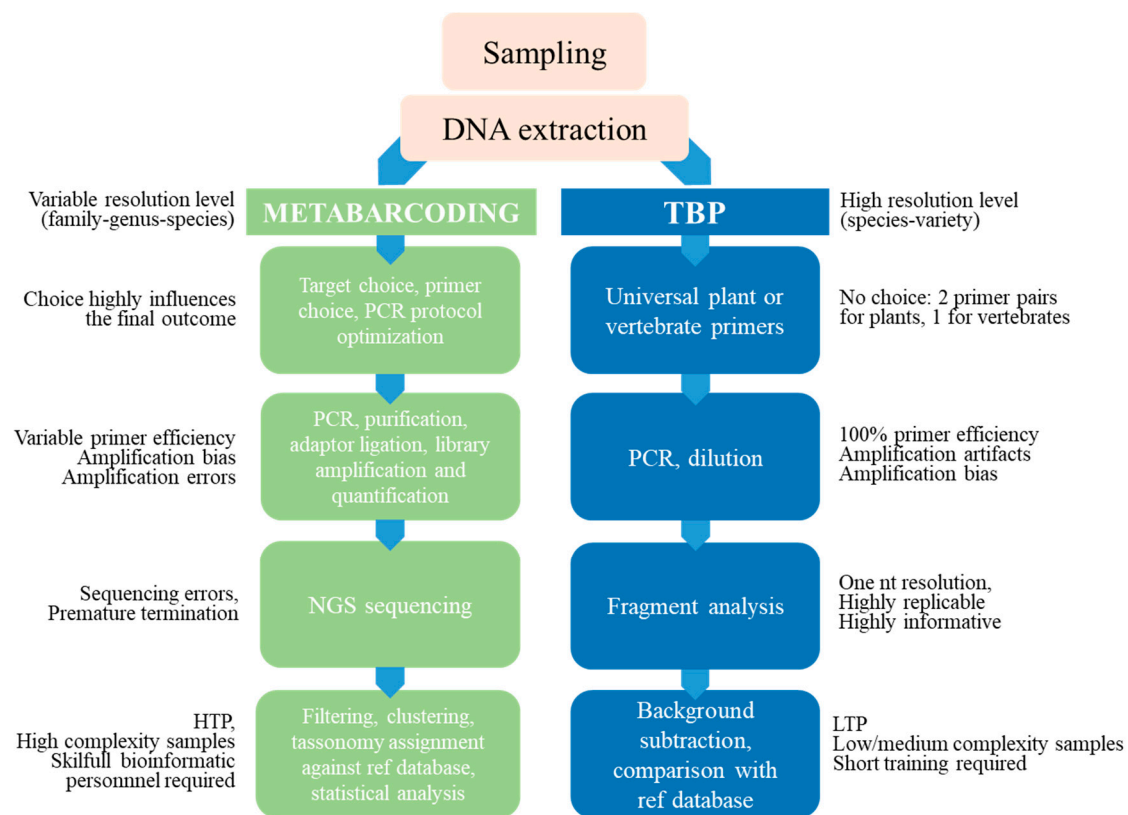 Sampling
DNA extraction
Variable resolution level
(family-genus-species)
METABARCODING
TBP
High resolution level
(species-variety)
Choice highly influences
the final outcome
Target choice, primer
choice, PCR protocol
optimization
Universal plant or
vertebrate primers
No choice: 2 primer pairs
for plants, 1 for vertebrates
Variable primer efficiency
Amplification bias
Amplification errors
PCR, purification,
adaptor ligation, library
amplification and
quantification
PCR, dilution
100% primer efficiency
Amplification artifacts
Amplification bias
Sequencing errors,
Premature termination
NGS sequencing
Fragment analysis
One nt resolution,
Highly replicable
Highly informative
HTP,
High complexity samples
Skilfull bioinformatic
personnnel required
Filtering, clustering,
tassonomy assignment
against ref database,
statistical analysis
Background
subtraction,
comparison with
ref database
LTP
Low/medium complexity samples
Short training required